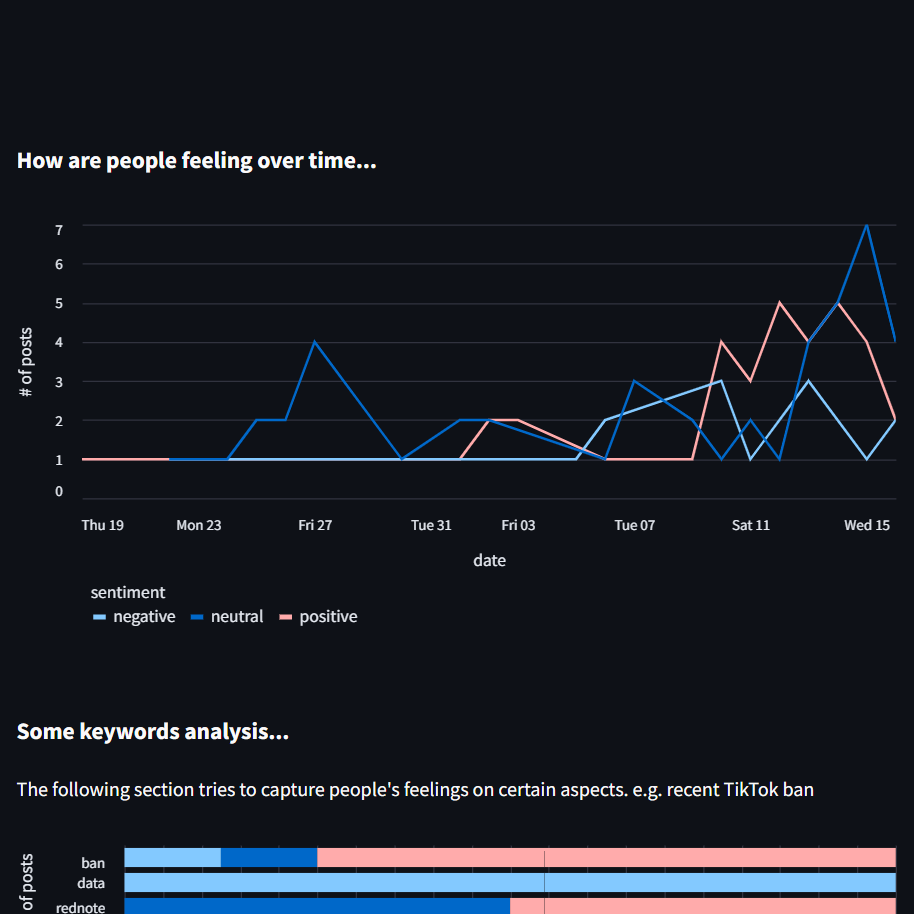 How are people feeling over time...
7
6
5
4
3
2
1
0
# of posts
Thu 19 Mon 23 Fri 27 Tue 31 Fri 03 Tue 07 Sat 11 Wed 15
date
sentiment
negative neutral positive
Some keywords analysis...
The following section tries to capture people's feelings on certain aspects. e.g. recent TikTok ban
of posts
ban
data
rednote